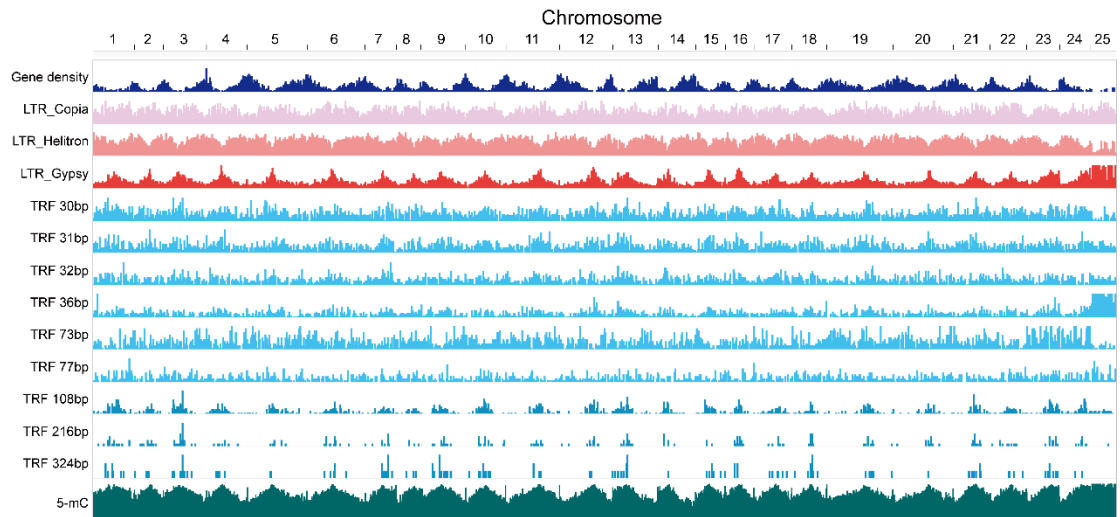 Chromosome
1 2 3 4 5 6 7 8 9 10 11 12 13 14 15 16 17 18 19 20 21 22 23 24 25
Gene density
LTR_Copia
LTR_Helitron
LTR_Gypsy
TRF 30bp
TRF 31bp
TRF 32bp
TRF 36bp
TRF 73bp
TRF 77bp
TRF 108bp
TRF 216bp
TRF 324bp
5-mC